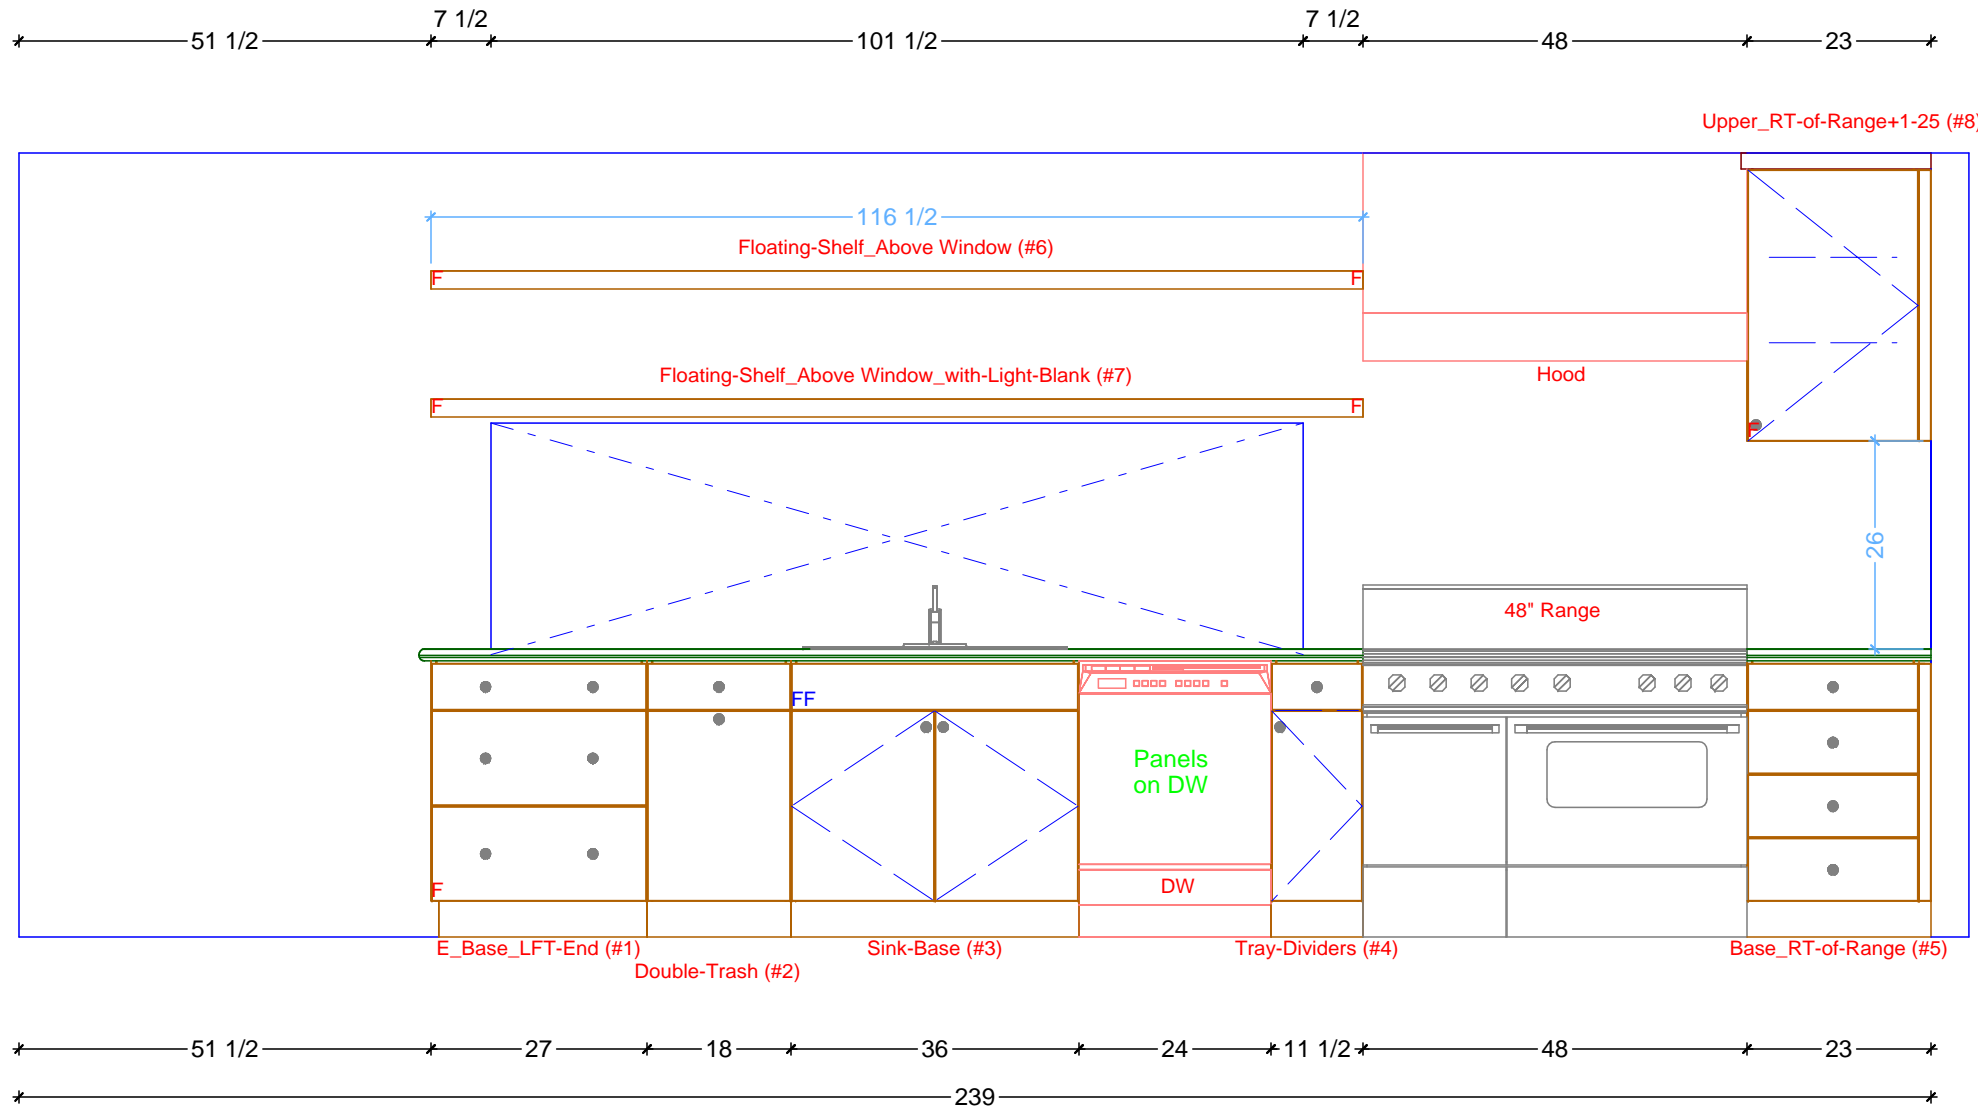 7 1/2 7 1/2
51 1/2 101 1/2 48 23
Upper_RT-of-Range+1-25 (#8)
116 1/2
Floating-Shelf_Above Window (#6)
F F
Floating-Shelf_Above Window_with-Light-Blank (#7)
Hood
F F
F
26
48" Range
FF
Panels
on DW
DW
F
E_Base_LFT-End (#1) Sink-Base (#3) Tray-Dividers (#4) Base_RT-of-Range (#5)
Double-Trash (#2)
51 1/2 27 18 36 24 11 1/2 48 23
239